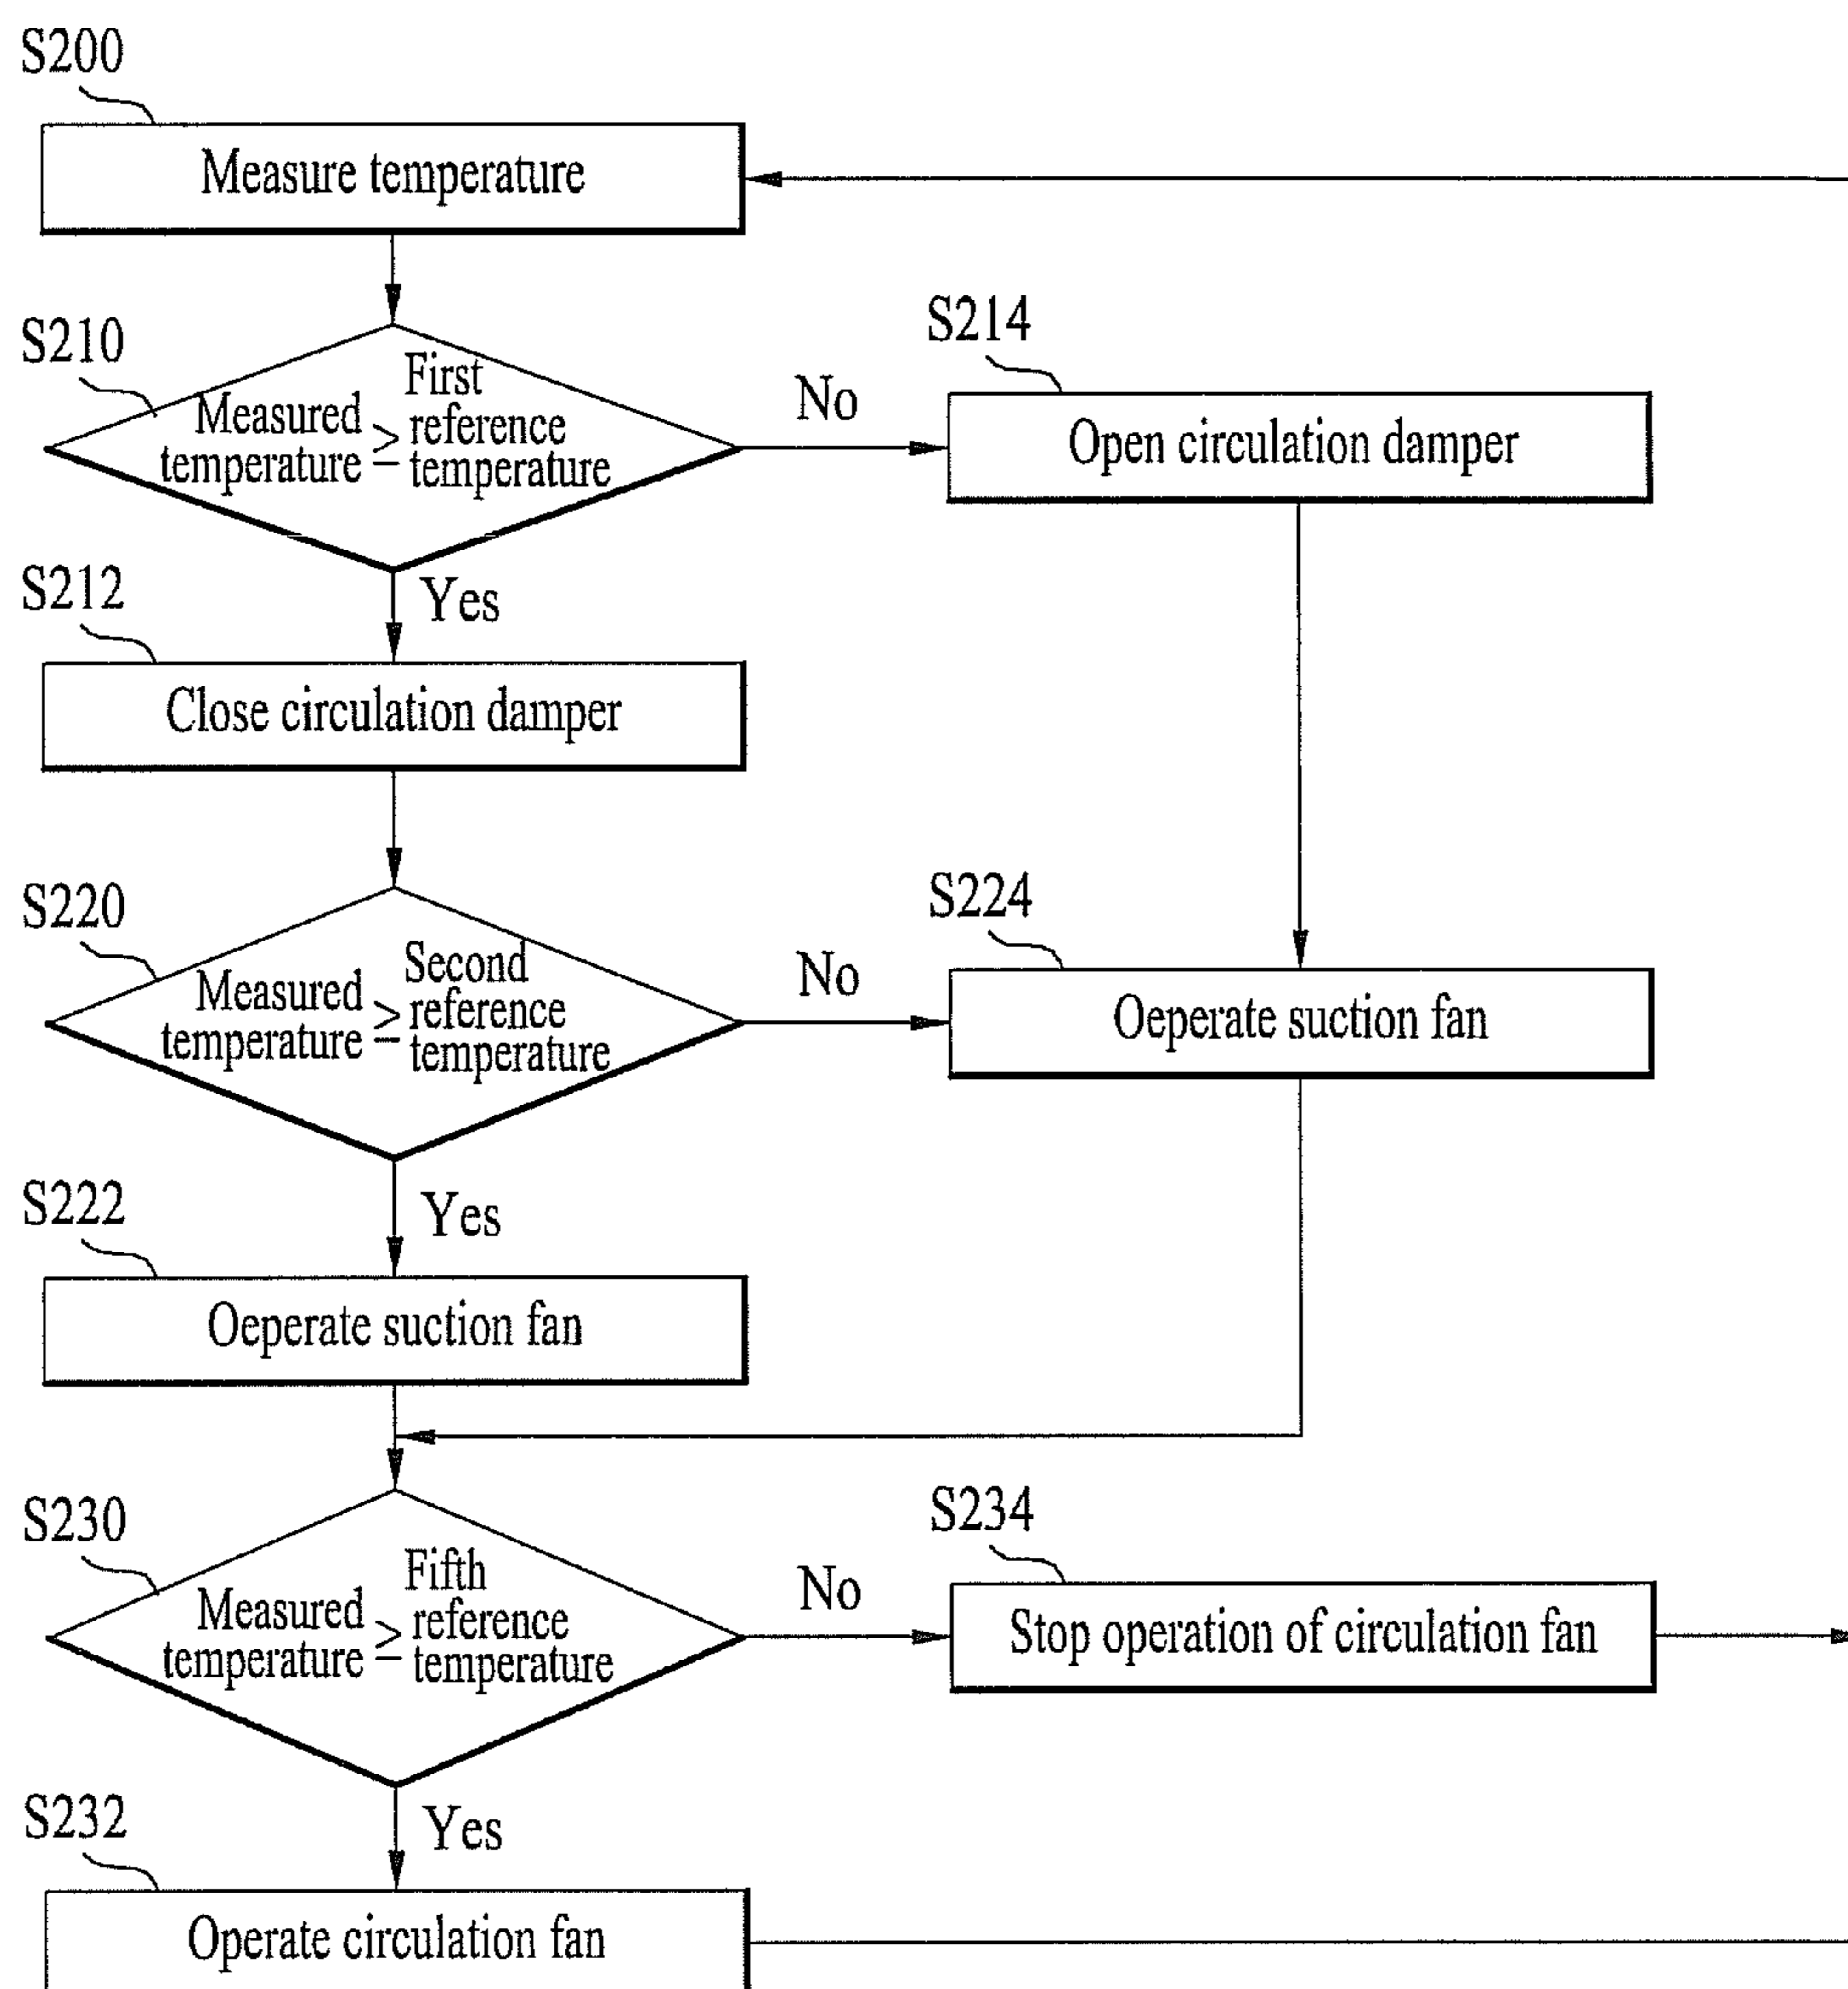 S200
Measure temperature
S210
First
Measured ≥ reference
temperature temperature
No
S214
Open circulation damper
Yes
S212
Close circulation damper
S220
Second
Measured ≥ reference
temperature temperature
No
S224
Oeperate suction fan
Yes
S222
Oeperate suction fan
S230
Fifth
Measured ≥ reference
temperature temperature
No
S234
Stop operation of circulation fan
Yes
S232
Operate circulation fan